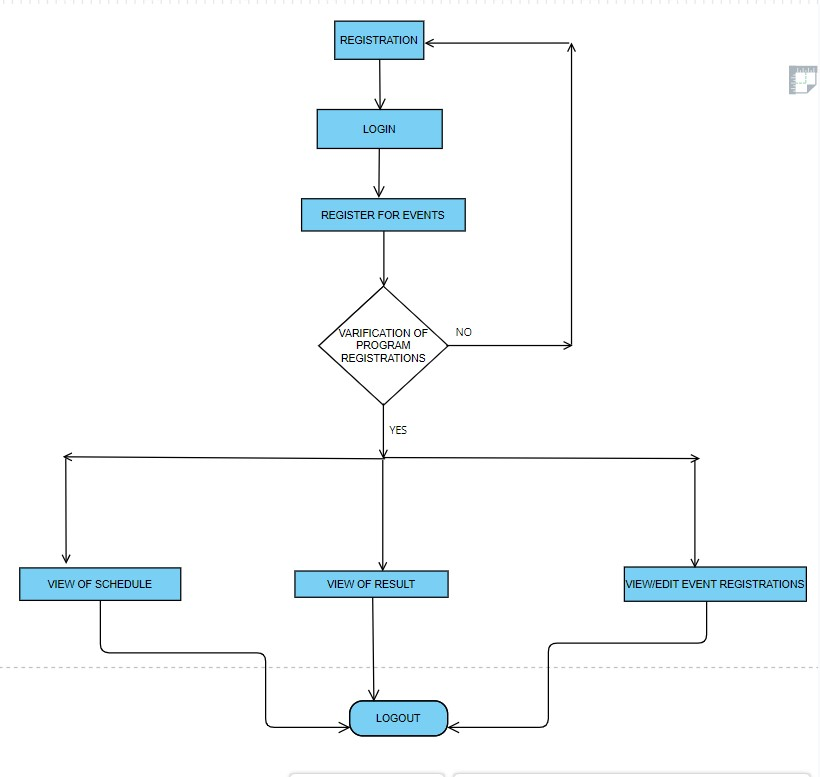 REGISTRATION
LOGIN
REGISTER FOR EVENTS
VARIFICATION OF
PROGRAM
REGISTRATIONS
NO
YES
VIEW OF SCHEDULE
VIEW OF RESULT
VIEW/EDIT EVENT REGISTRATIONS
LOGOUT